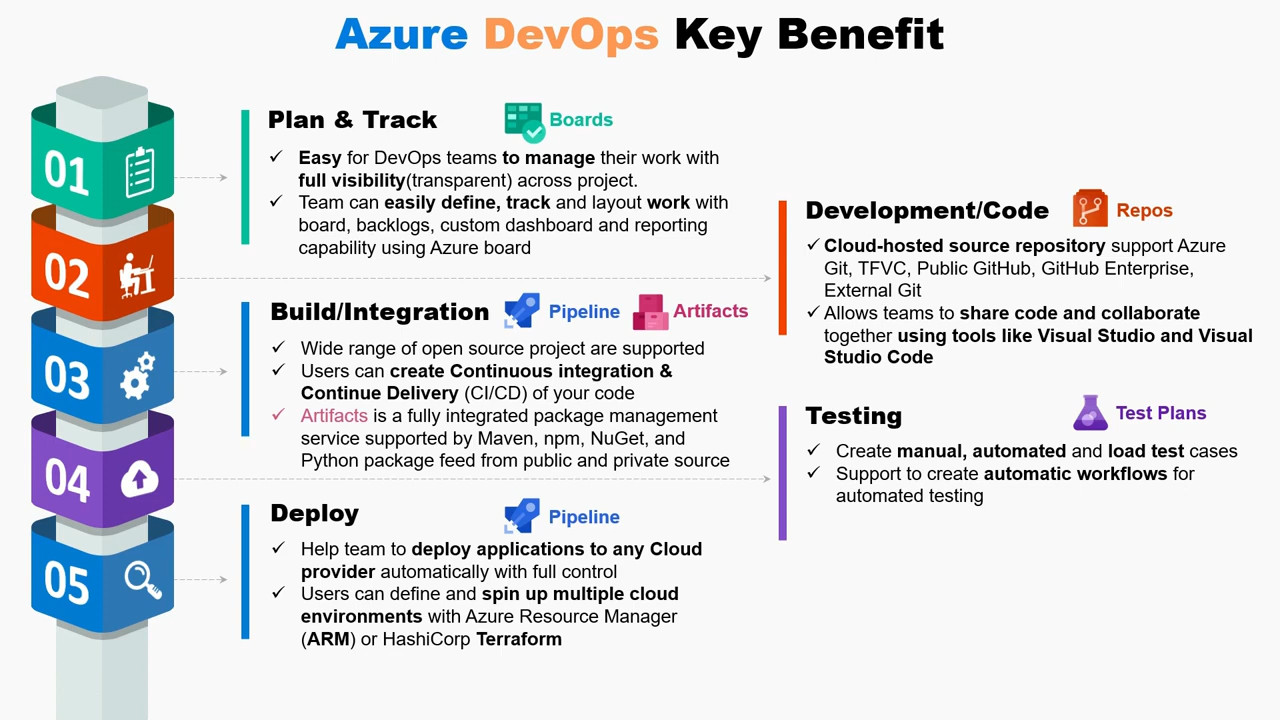 Azure DevOps Key Benefit
01
Plan & Track
Boards
✓ Easy for DevOps teams to manage their work with
full visibility(transparent) across project.
✓ Team can easily define, track and layout work with
board, backlogs, custom dashboard and reporting
capability using Azure board
02
Development/Code
Repos
✓ Cloud-hosted source repository support Azure
Git, TFVC, Public GitHub, GitHub Enterprise,
External Git
✓ Allows teams to share code and collaborate
together using tools like Visual Studio and Visual
Studio Code
03
Build/Integration
Pipeline
Artifacts
✓ Wide range of open source project are supported
✓ Users can create Continuous integration &
Continue Delivery (CI/CD) of your code
✓ Artifacts is a fully integrated package management
service supported by Maven, npm, NuGet, and
Python package feed from public and private source
04
Testing
Test Plans
✓ Create manual, automated and load test cases
✓ Support to create automatic workflows for
automated testing
05
Deploy
Pipeline
✓ Help team to deploy applications to any Cloud
provider automatically with full control
✓ Users can define and spin up multiple cloud
environments with Azure Resource Manager
(ARM) or HashiCorp Terraform